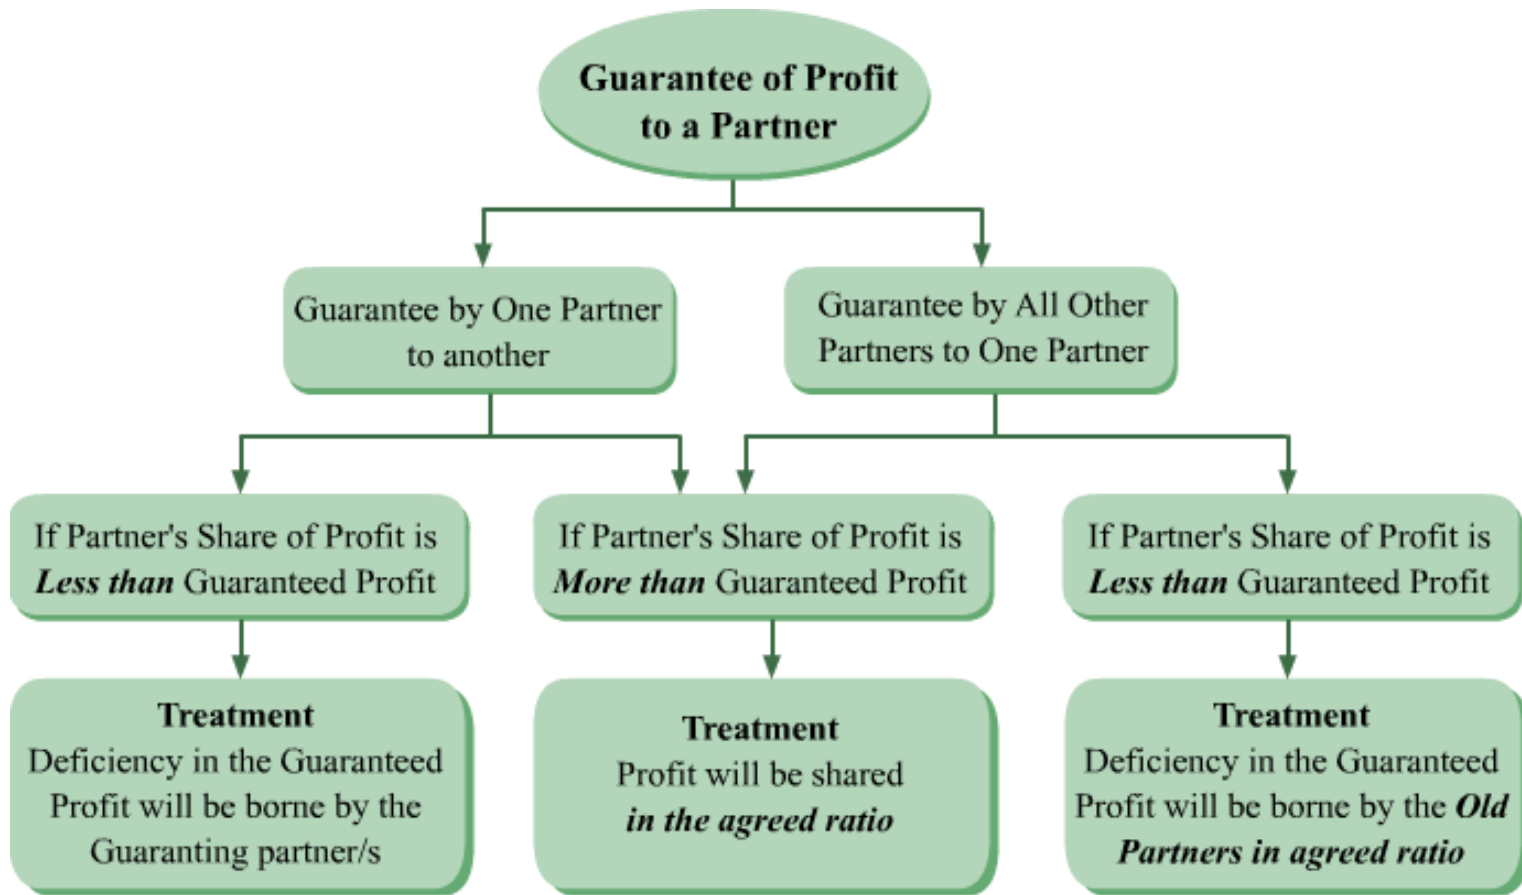 Guarantee of Profit
to a Partner
Guarantee by One Partner
to another
Guarantee by All Other
Partners to One Partner
If Partner's Share of Profit is
Less than Guaranteed Profit
If Partner's Share of Profit is
More than Guaranteed Profit
If Partner's Share of Profit is
Less than Guaranteed Profit
Treatment
Deficiency in the Guaranteed
Profit will be borne by the
Guaranting partner/s
Treatment
Profit will be shared
in the agreed ratio
Treatment
Deficiency in the Guaranteed
Profit will be borne by the Old
Partners in agreed ratio